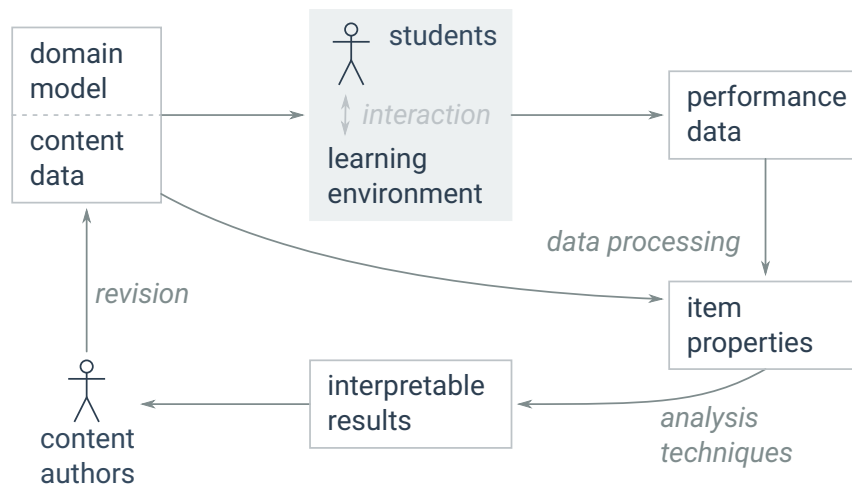 domain
model
content
data
students
interaction
learning
environment
performance
data
data processing
item
properties
analysis
techniques
interpretable
results
content
authors
revision